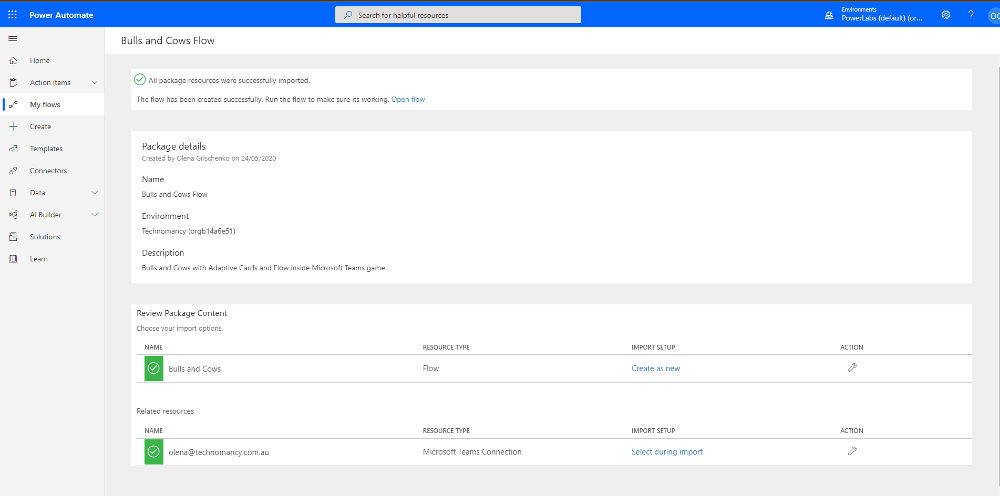 Power Automate
Search for helpful resources
Environments
PowerLabs (default) (or...
?
OG
Bulls and Cows Flow
Home
Action items
My flows
Create
Templates
Connectors
Data
AI Builder
Solutions
Learn
All package resources were successfully imported.
The flow has been created successfully. Run the flow to make sure its working. Open flow
Package details
Created by Olena Grischenko on 24/05/2020
Name
Bulls and Cows Flow
Environment
Technomancy (orgb14a6e51)
Description
Bulls and Cows with Adaptive Cards and Flow inside Microsoft Teams game.
Review Package Content
Choose your import options.
NAME RESOURCE TYPE IMPORT SETUP ACTION
Bulls and Cows Flow Create as new
Related resources
NAME RESOURCE TYPE IMPORT SETUP ACTION
olena@technomancy.com.au Microsoft Teams Connection Select during import